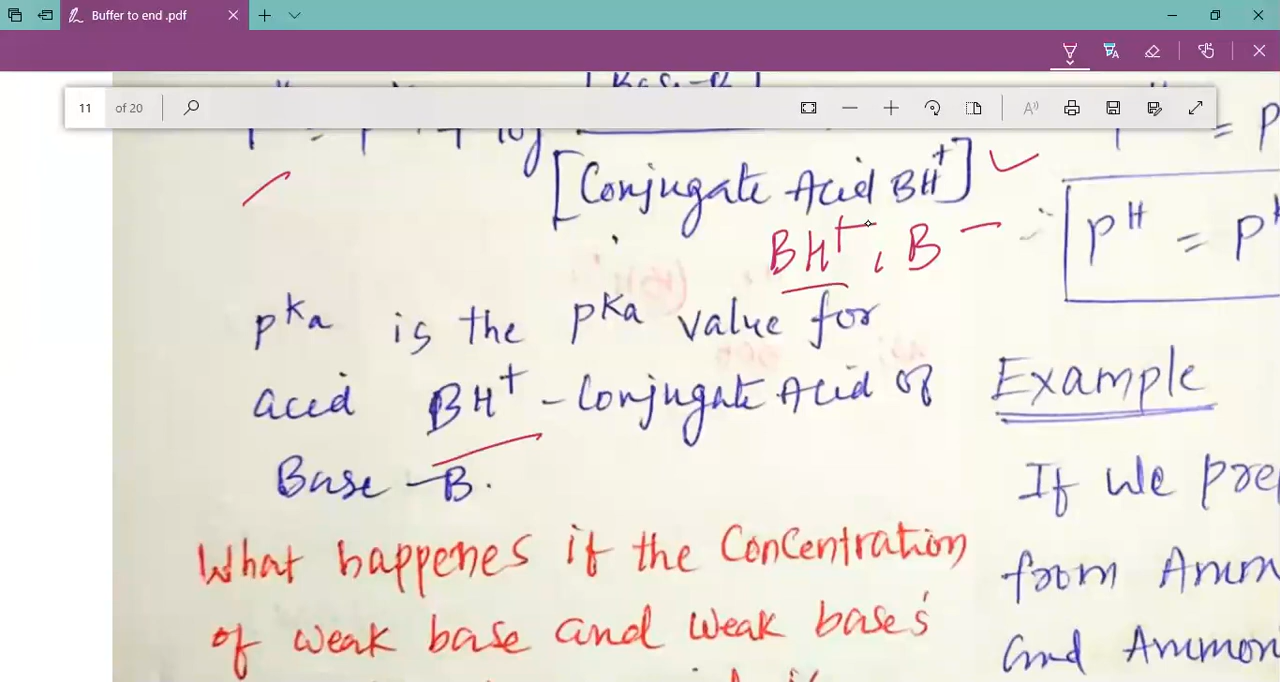 Buffer to end .pdf
11 of 20
[Conjugate Acid BH⁺]
BH⁺, B
pᴴ = p
pKa is the pKa value for
acid BH⁺ - Conjugate Acid of
Base - B.
Example
If we prep
from Amm
and Ammon
What happenes if the Concentration
of weak base and weak base's